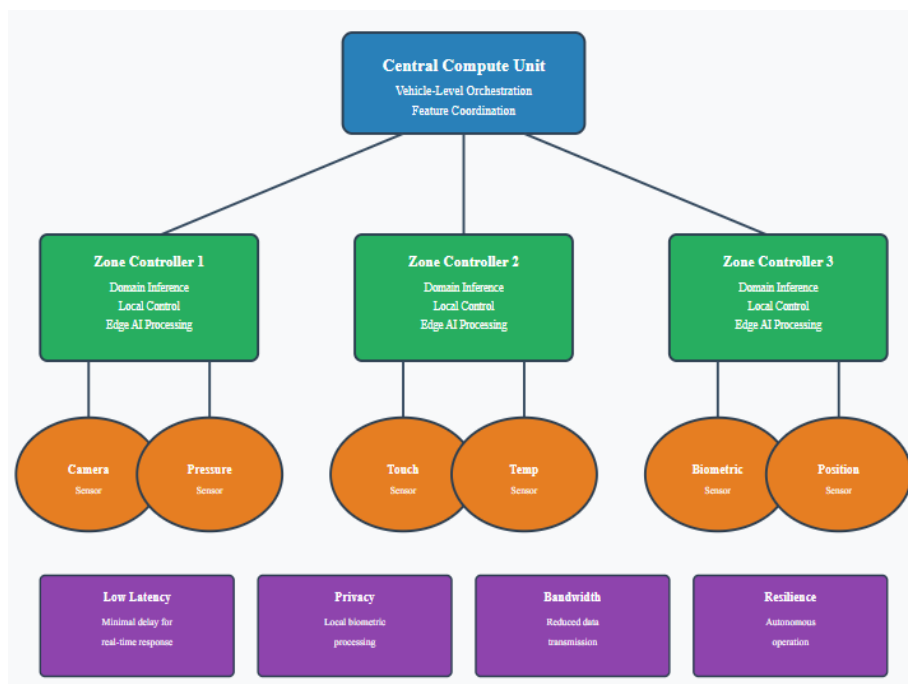 Central Compute Unit
Vehicle-Level Orchestration
Feature Coordination
Zone Controller 1
Domain Inference
Local Control
Edge AI Processing
Zone Controller 2
Domain Inference
Local Control
Edge AI Processing
Zone Controller 3
Domain Inference
Local Control
Edge AI Processing
Camera
Sensor
Pressure
Sensor
Touch
Sensor
Temp
Sensor
Biometric
Sensor
Position
Sensor
Low Latency
Minimal delay for
real-time response
Privacy
Local biometric
processing
Bandwidth
Reduced data
transmission
Resilience
Autonomous
operation